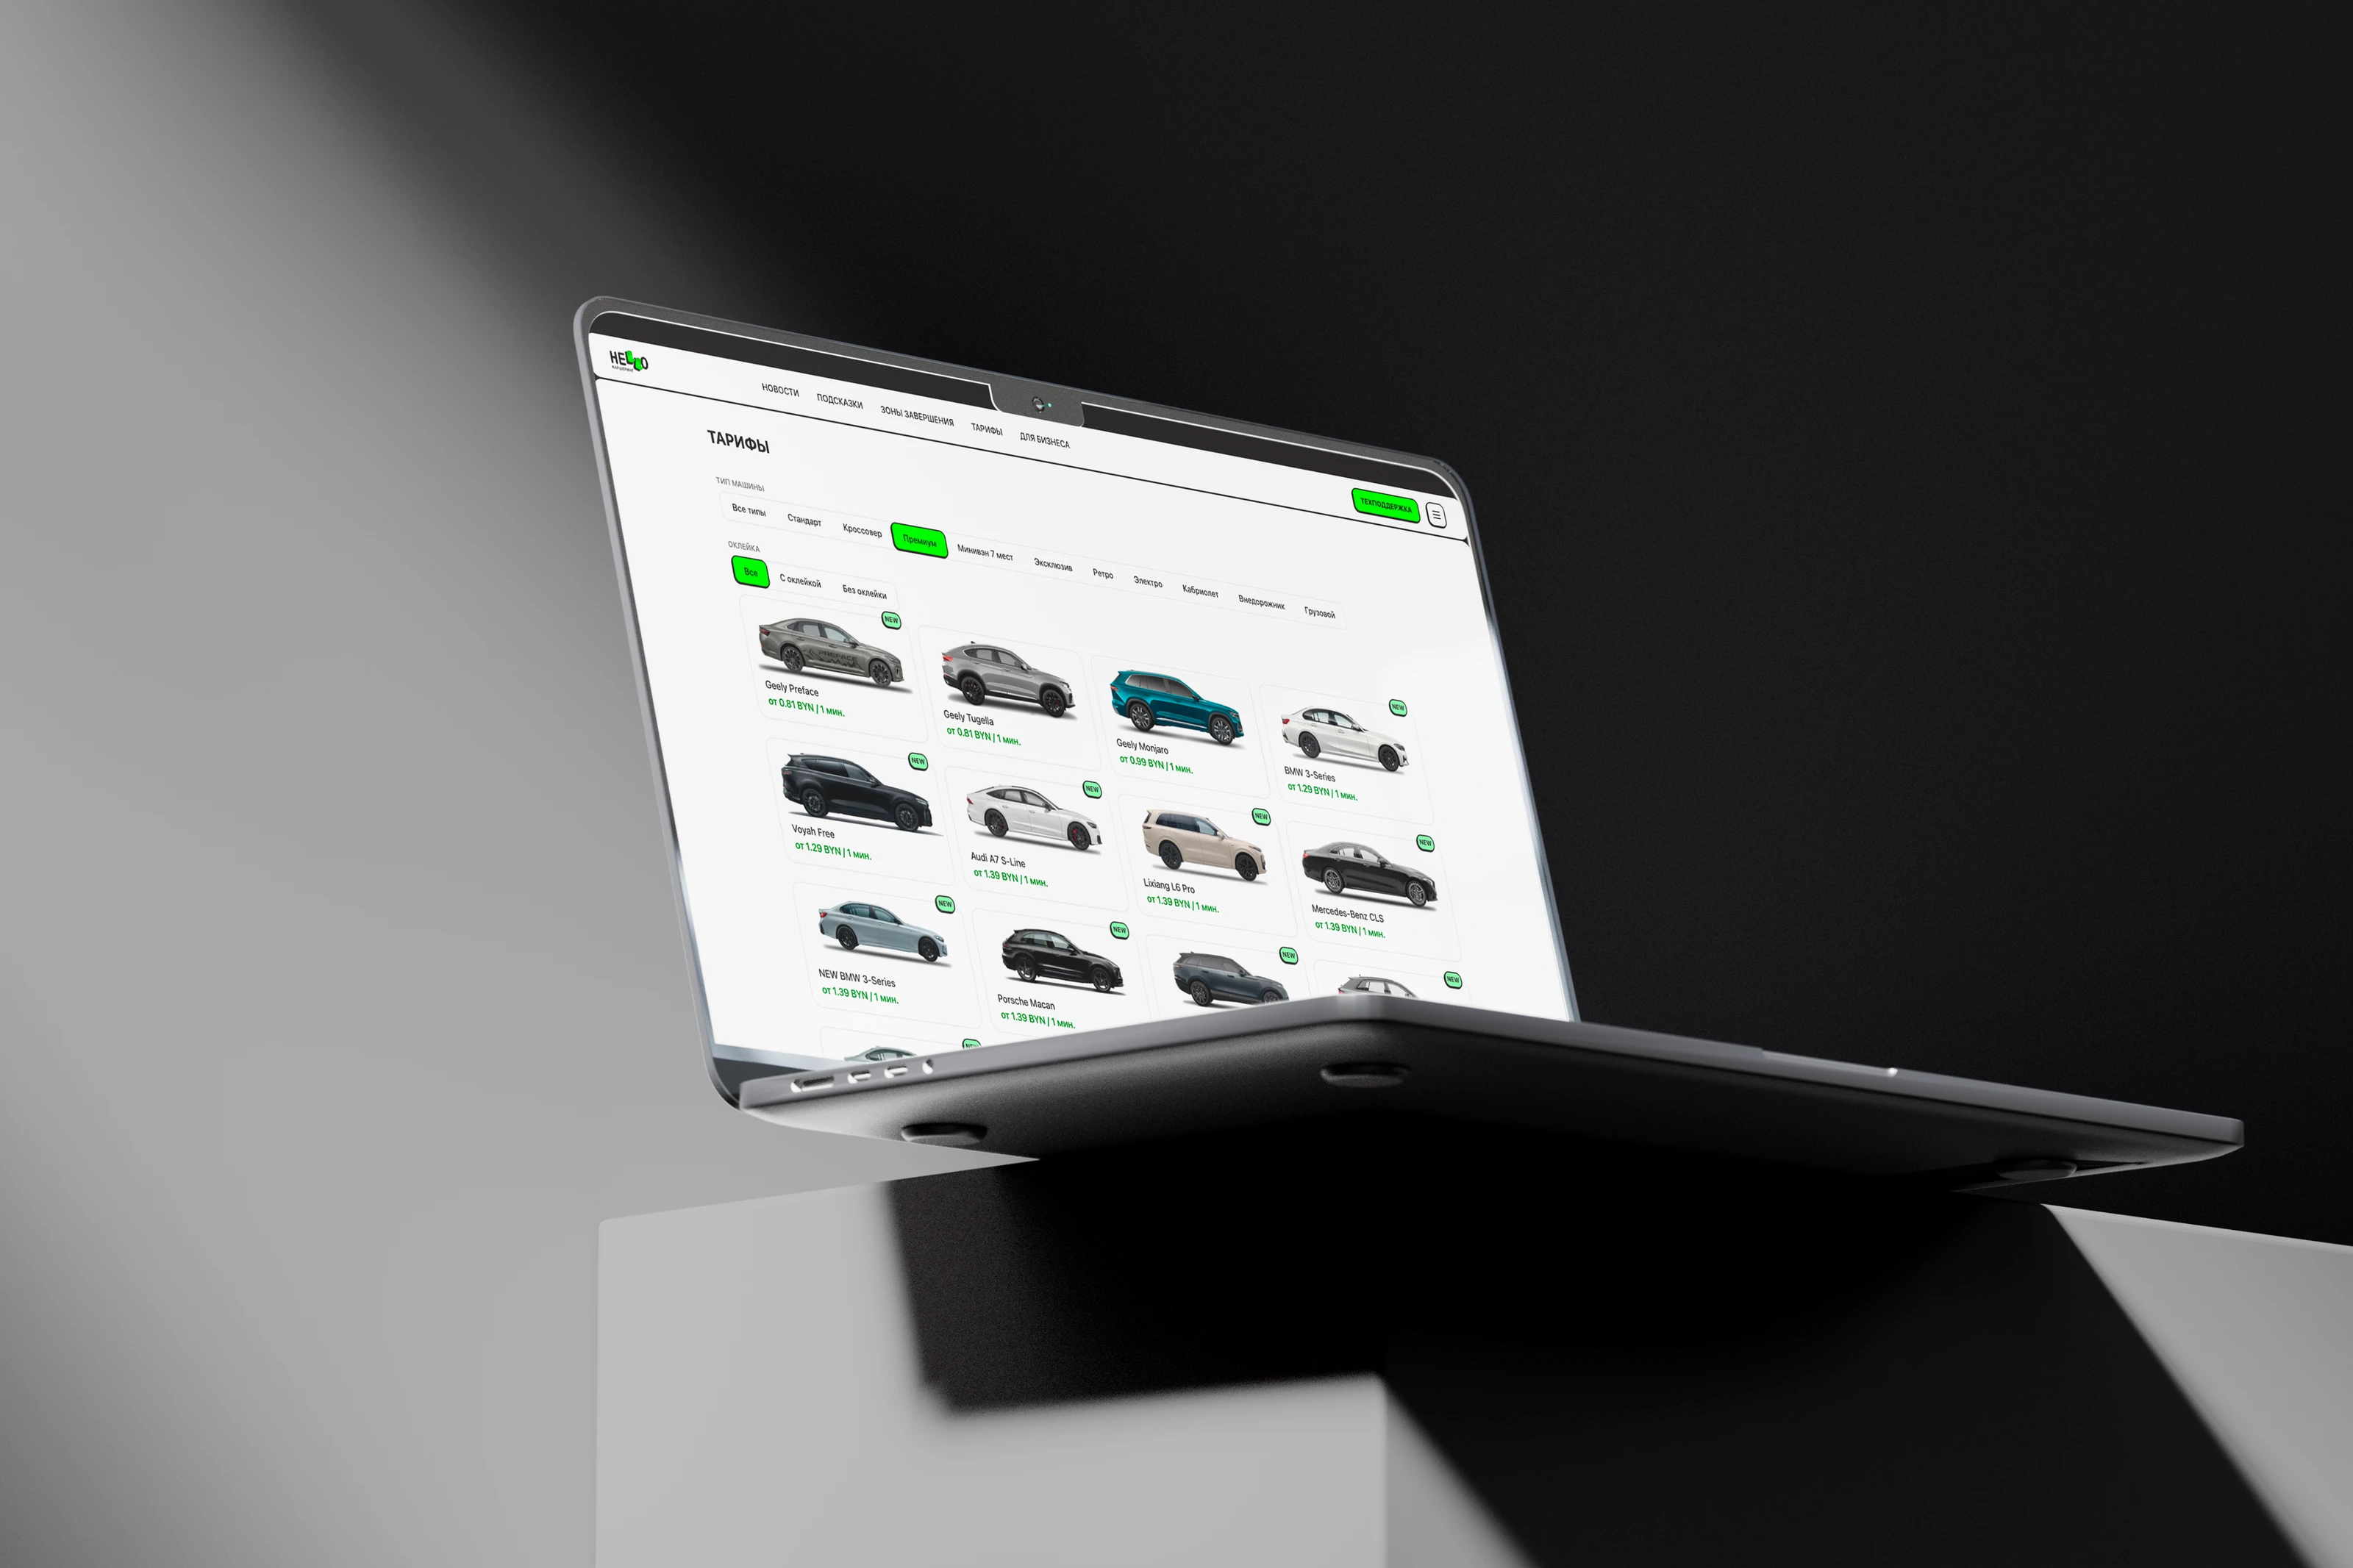 HELLO
КАРШЕРИНГ
НОВОСТИ
ПОДСКАЗКИ
ЗОНЫ ЗАВЕРШЕНИЯ
ТАРИФЫ
ДЛЯ БИЗНЕСА
ТЕХПОДДЕРЖКА
ТАРИФЫ
ТИП МАШИНЫ
Все типы
Стандарт
Кроссовер
Премиум
Минивэн 7 мест
Эксклюзив
Ретро
Электро
Кабриолет
Внедорожник
Грузовой
ОКЛЕЙКА
Все
С оклейкой
Без оклейки
NEW
PREFACE
Geely Preface
от 0.81 BYN / 1 мин.
Geely Tugella
от 0.81 BYN / 1 мин.
Geely Monjaro
от 0.99 BYN / 1 мин.
NEW
BMW 3-Series
от 1.29 BYN / 1 мин.
NEW
Voyah Free
от 1.29 BYN / 1 мин.
NEW
Audi A7 S-Line
от 1.39 BYN / 1 мин.
NEW
Lixiang L6 Pro
от 1.39 BYN / 1 мин.
NEW
Mercedes-Benz CLS
от 1.39 BYN / 1 мин.
NEW
NEW BMW 3-Series
от 1.39 BYN / 1 мин.
NEW
Porsche Macan
от 1.39 BYN / 1 мин.
NEW
NEW
NEW